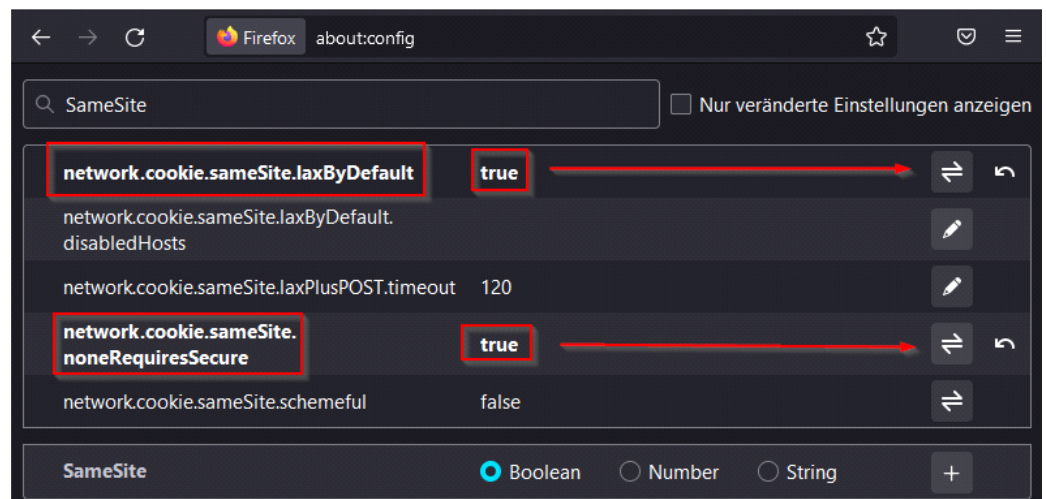 Firefox about:config
SameSite
Nur veränderte Einstellungen anzeigen
network.cookie.sameSite.laxByDefault true
network.cookie.sameSite.laxByDefault.
disabledHosts
network.cookie.sameSite.laxPlusPOST.timeout 120
network.cookie.sameSite.
noneRequiresSecure true
network.cookie.sameSite.schemeful false
SameSite Boolean Number String